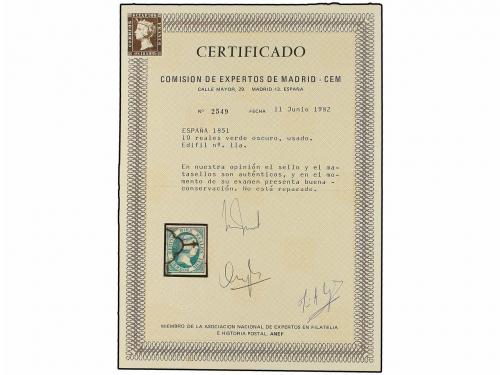 CERTIFICADO
COMISION DE EXPERTOS DE MADRID - CEM
CALLE MAYOR, 29. MADRID-13. ESPAÑA
Nº 2549 FECHA 11 Junio 1982
ESPAÑA 1851
10 reales verde oscuro, usado.
Edifil nº. 11a.
En nuestra opinión el sello y el ma-
tasellos son auténticos, y en el mo-
mento de su examen presenta buena -
conservación. No está reparado.
MIEMBRO DE LA ASOCIACION NACIONAL DE EXPERTOS EN FILATELIA
E HISTORIA POSTAL. ANEF